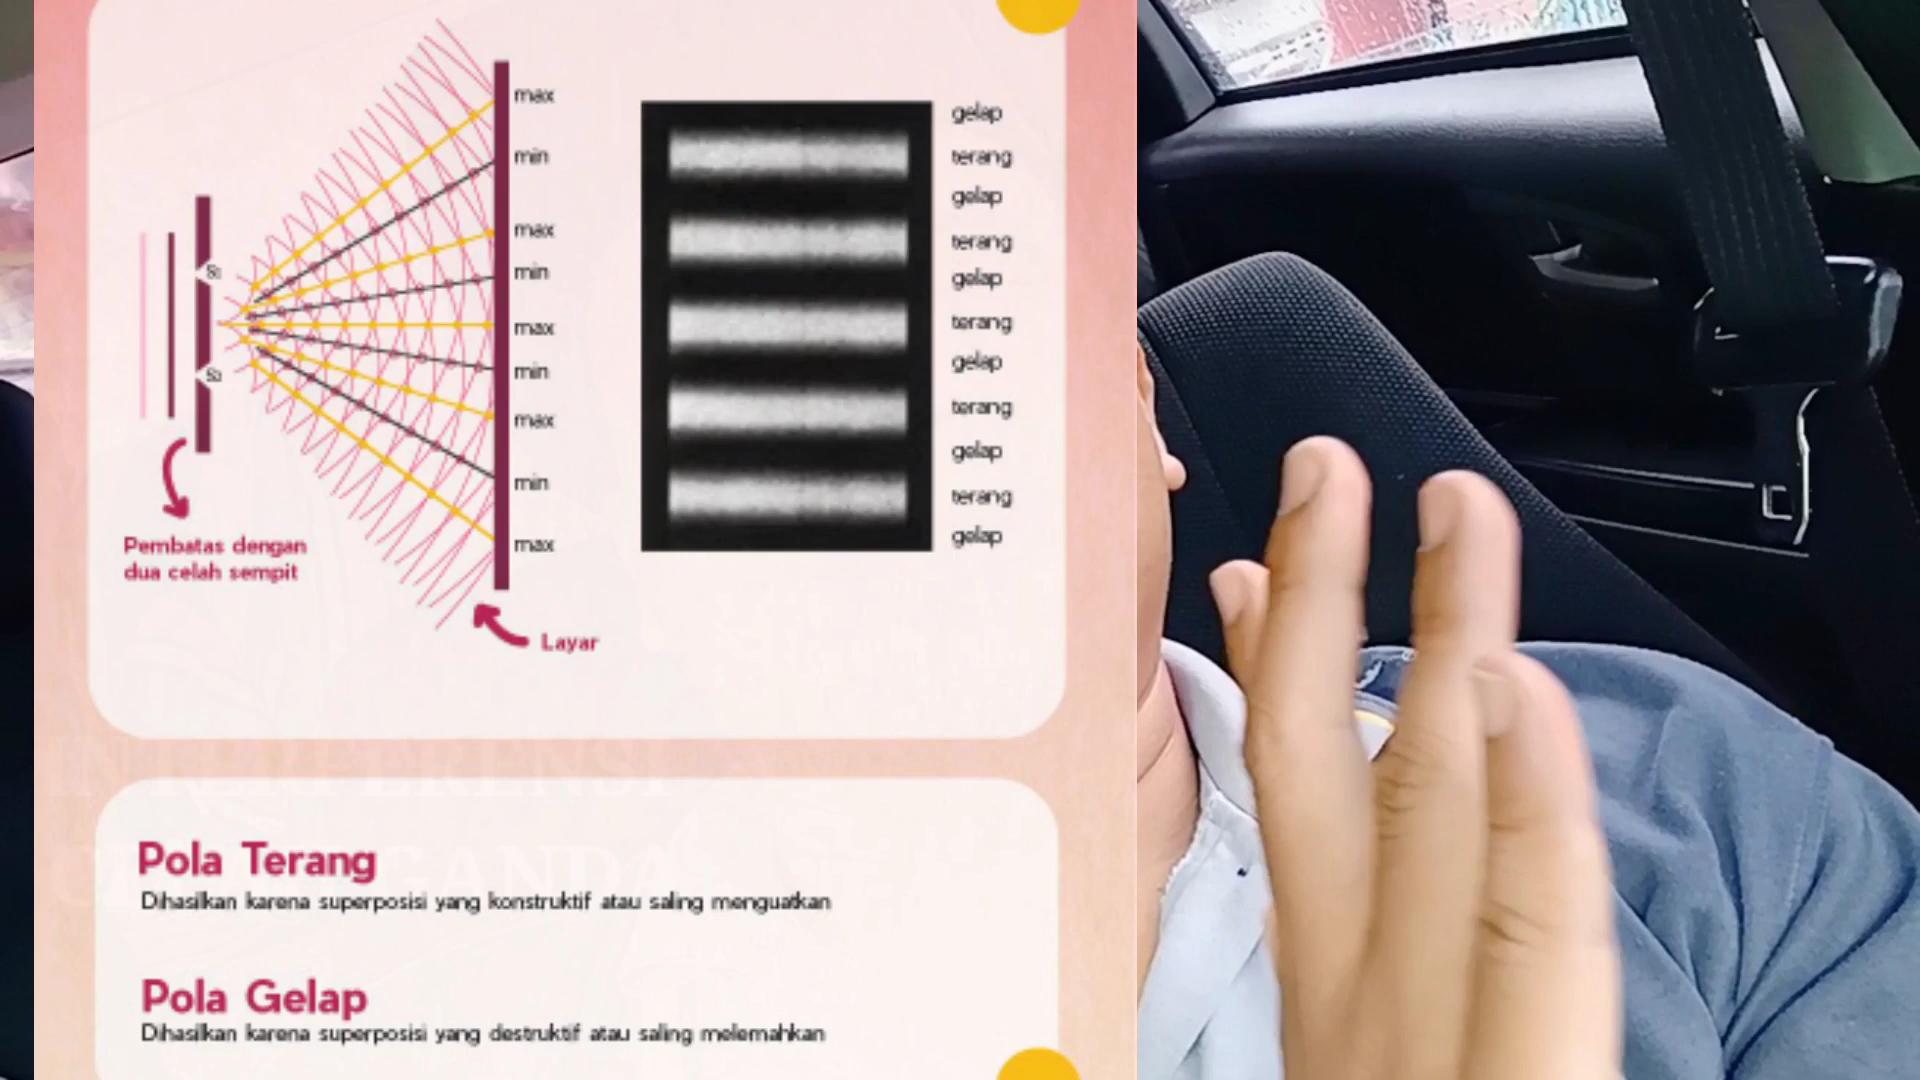 max
min
max
min
max
min
max
min
max
S1
S2
Pembatas dengan
dua celah sempit
Layar
gelap
terang
gelap
terang
gelap
terang
gelap
terang
gelap
terang
gelap
INTERFERENSI
Pola Terang
Dihasilkan karena superposisi yang konstruktif atau saling menguatkan
Pola Gelap
Dihasilkan karena superposisi yang destruktif atau saling melemahkan